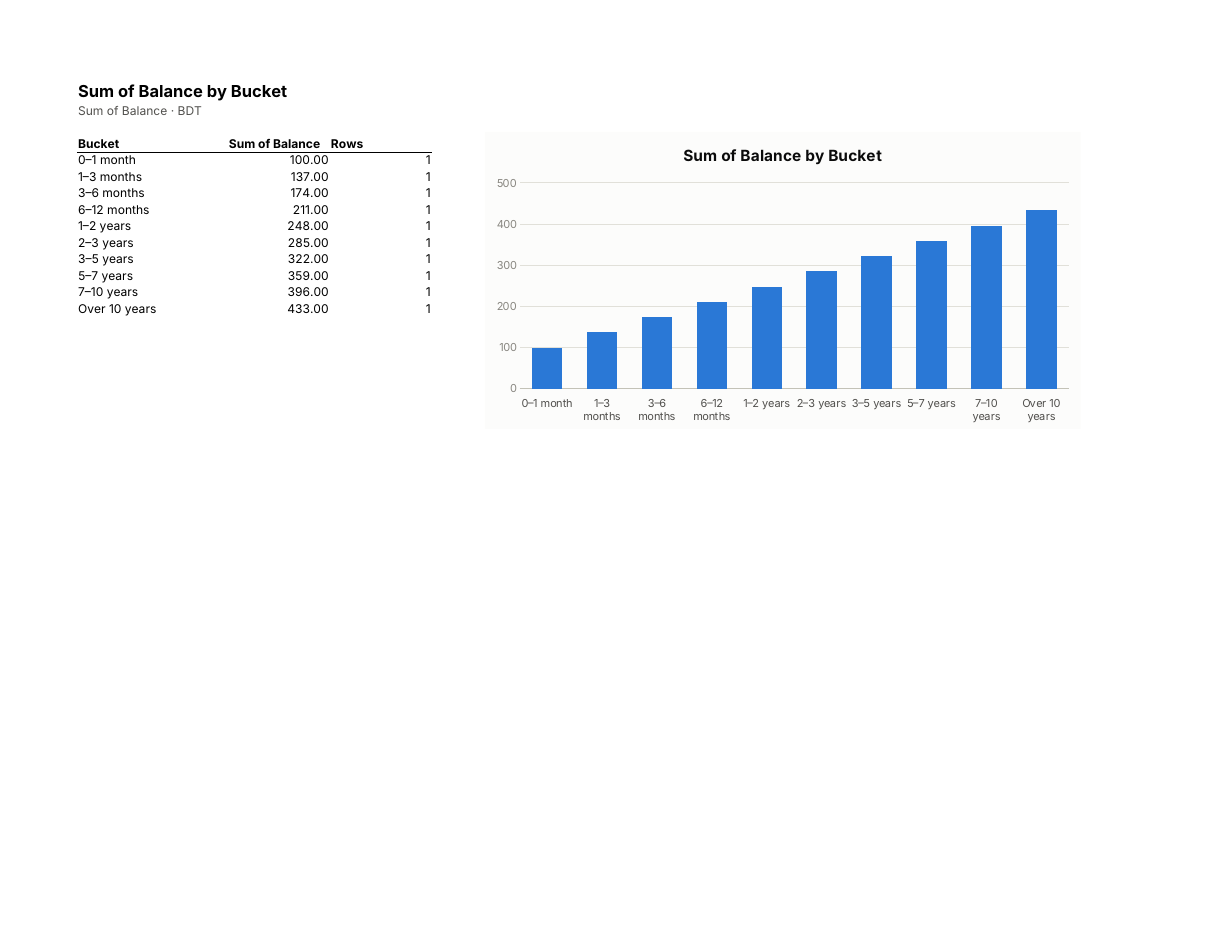 Sum of Balance by Bucket
Sum of Balance · BDT
Bucket Sum of Balance Rows
0–1 month 100.00 1
1–3 months 137.00 1
3–6 months 174.00 1
6–12 months 211.00 1
1–2 years 248.00 1
2–3 years 285.00 1
3–5 years 322.00 1
5–7 years 359.00 1
7–10 years 396.00 1
Over 10 years 433.00 1
Sum of Balance by Bucket
500
400
300
200
100
0
0–1 month 1–3 3–6 6–12 1–2 years 2–3 years 3–5 years 5–7 years 7–10 Over 10
months months months years years